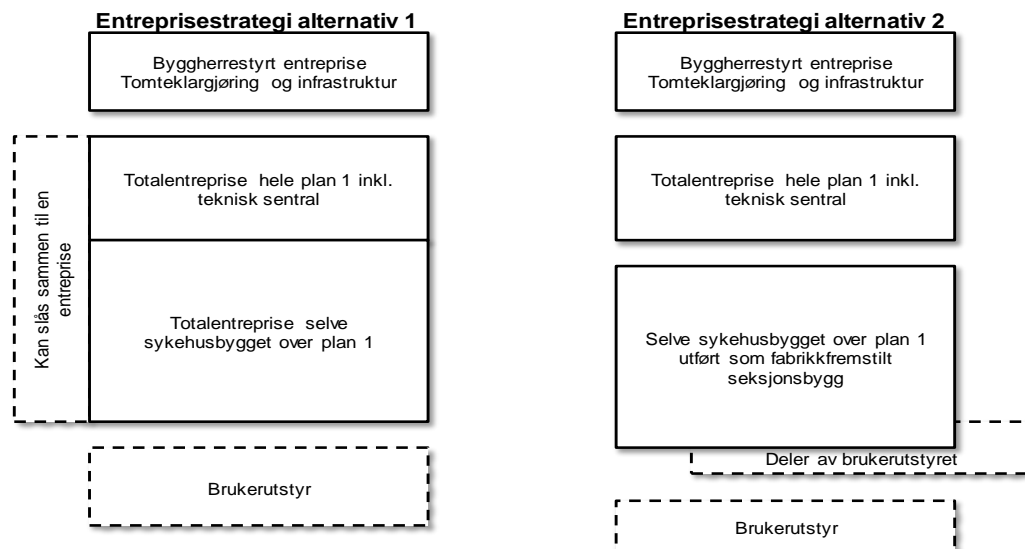 Entreprisestrategi alternativ 1
Byggherrestyrt entreprise
Tomteklargjøring og infrastruktur
Kan slås sammen til en
entreprise
Totalentreprise hele plan 1 inkl.
teknisk sentral
Totalentreprise selve
sykehusbygget over plan 1
Brukerutstyr
Entreprisestrategi alternativ 2
Byggherrestyrt entreprise
Tomteklargjøring og infrastruktur
Totalentreprise hele plan 1 inkl.
teknisk sentral
Selve sykehusbygget over plan 1
utført som fabrikkfremstilt
seksjonsbygg
Deler av brukerutstyret
Brukerutstyr